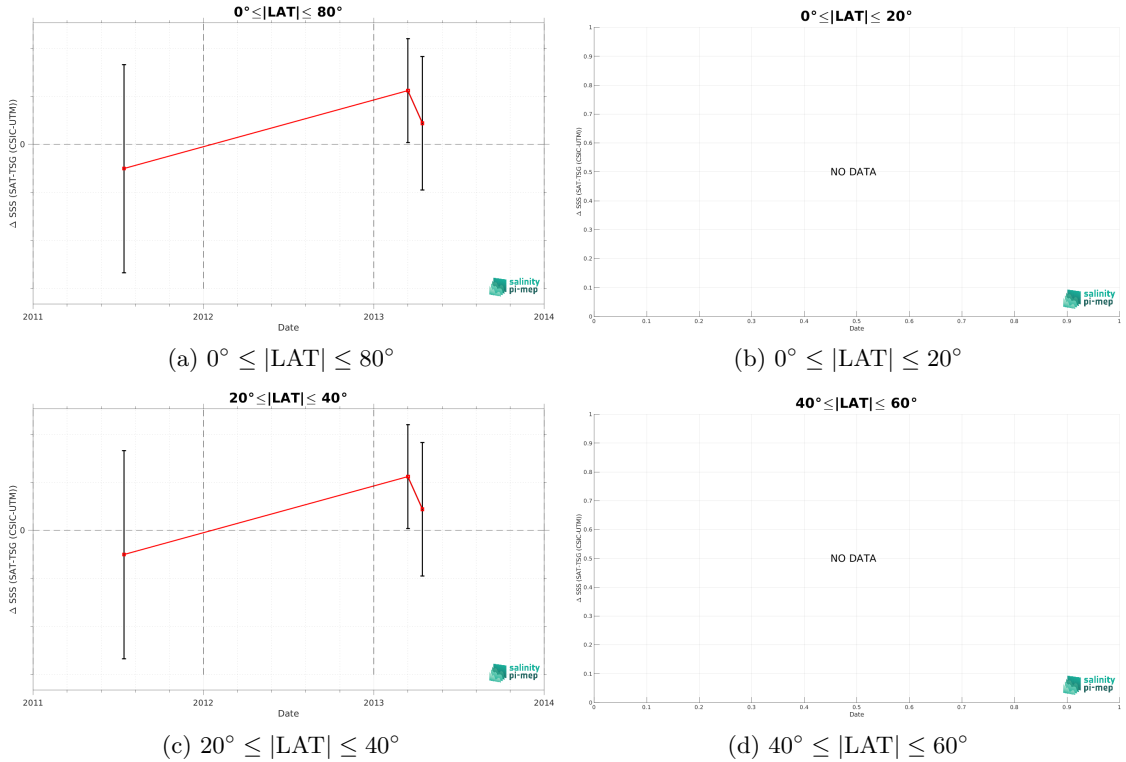 0°≤|LAT|≤ 80°
Δ SSS (SAT-TSG (CSIC-UTM))
0
2011 2012 2013 2014
Date
salinity
pi-mep
(a) 0° ≤ |LAT| ≤ 80°
0°≤|LAT|≤ 20°
Δ SSS (SAT-TSG (CSIC-UTM))
1
0.9
0.8
0.7
0.6
0.5
0.4
0.3
0.2
0.1
0
NO DATA
0 0.1 0.2 0.3 0.4 0.5 0.6 0.7 0.8 0.9 1
Date
salinity
pi-mep
(b) 0° ≤ |LAT| ≤ 20°
20°≤|LAT|≤ 40°
Δ SSS (SAT-TSG (CSIC-UTM))
0
2011 2012 2013 2014
Date
salinity
pi-mep
(c) 20° ≤ |LAT| ≤ 40°
40°≤|LAT|≤ 60°
Δ SSS (SAT-TSG (CSIC-UTM))
1
0.9
0.8
0.7
0.6
0.5
0.4
0.3
0.2
0.1
0
NO DATA
0 0.1 0.2 0.3 0.4 0.5 0.6 0.7 0.8 0.9 1
Date
salinity
pi-mep
(d) 40° ≤ |LAT| ≤ 60°